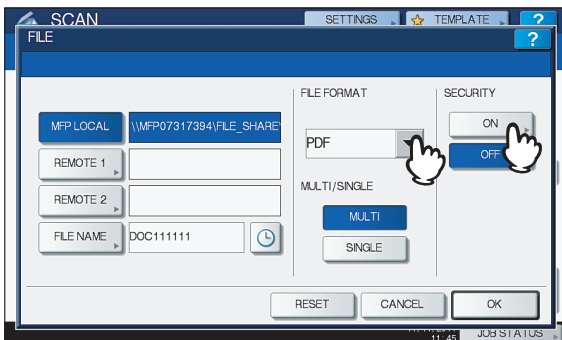 SCAN
SETTINGS
TEMPLATE
?
FILE
?
FILE FORMAT
SECURITY
MFP LOCAL
\\MFP07317394\FILE_SHARE\
ON
PDF
OFF
REMOTE 1
MULTI/SINGLE
REMOTE 2
MULTI
FILE NAME
DOC111111
SINGLE
RESET
CANCEL
OK
11:45
JOB STATUS